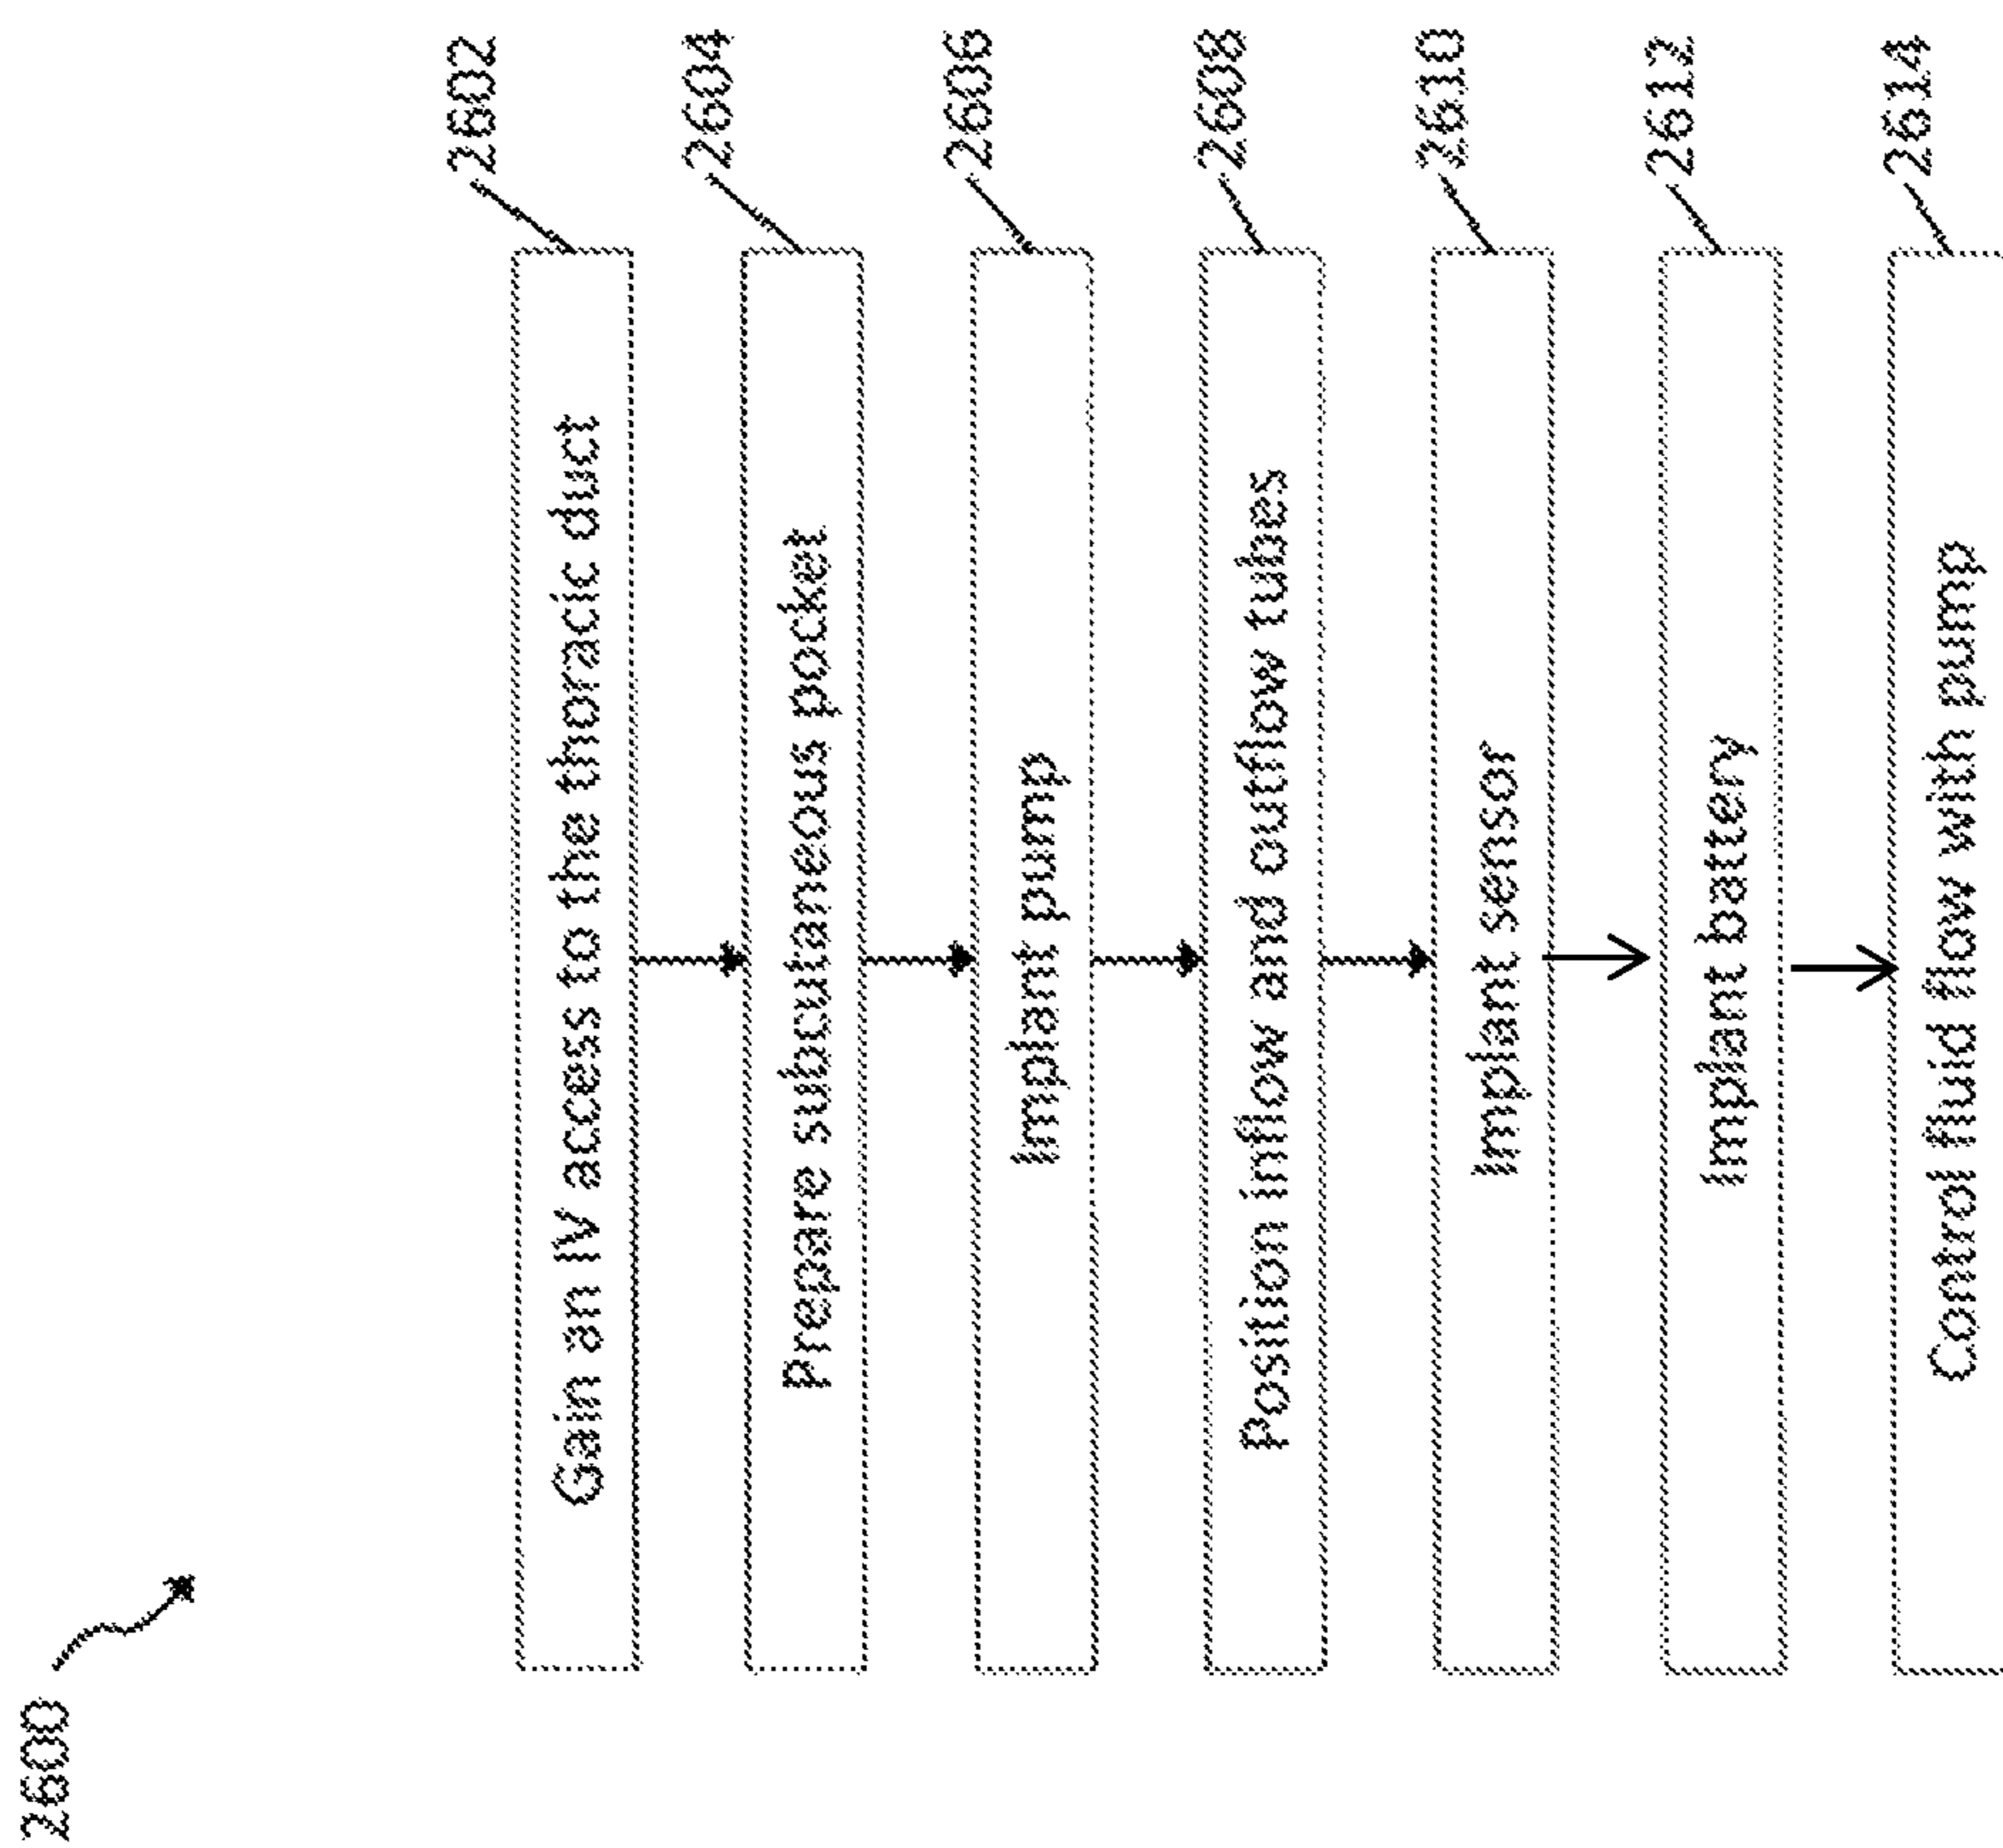 2600
Gain an IV access to the thoracic duct
2602
Prepare subcutaneous pocket
2604
Implant pump
2606
Position inflow and outflow tubes
2608
Implant sensor
2610
Implant battery
2612
Control fluid flow with pump
2614